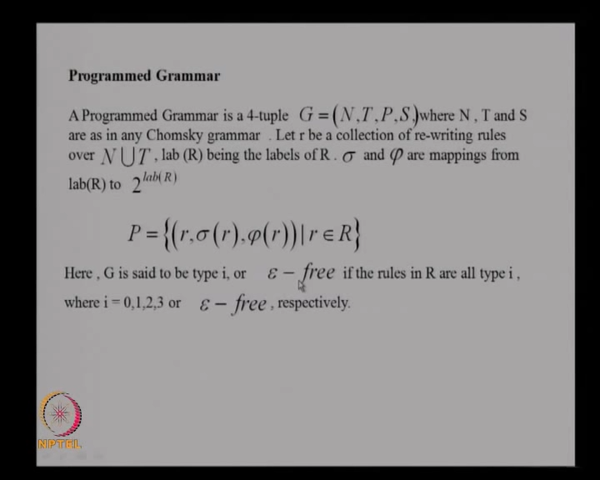 Programmed Grammar
A Programmed Grammar is a 4-tuple G = (N, T, P, S,) where N , T and S
are as in any Chomsky grammar . Let r be a collection of re-writing rules
over N ⋃ T , lab (R) being the labels of R . σ and φ are mappings from
lab(R) to 2^{lab(R)}
P = {(r, σ(r), φ(r)) | r ∈ R}
Here , G is said to be type i, or ε – free if the rules in R are all type i ,
where i = 0,1,2,3 or ε – free , respectively.
NPTEL